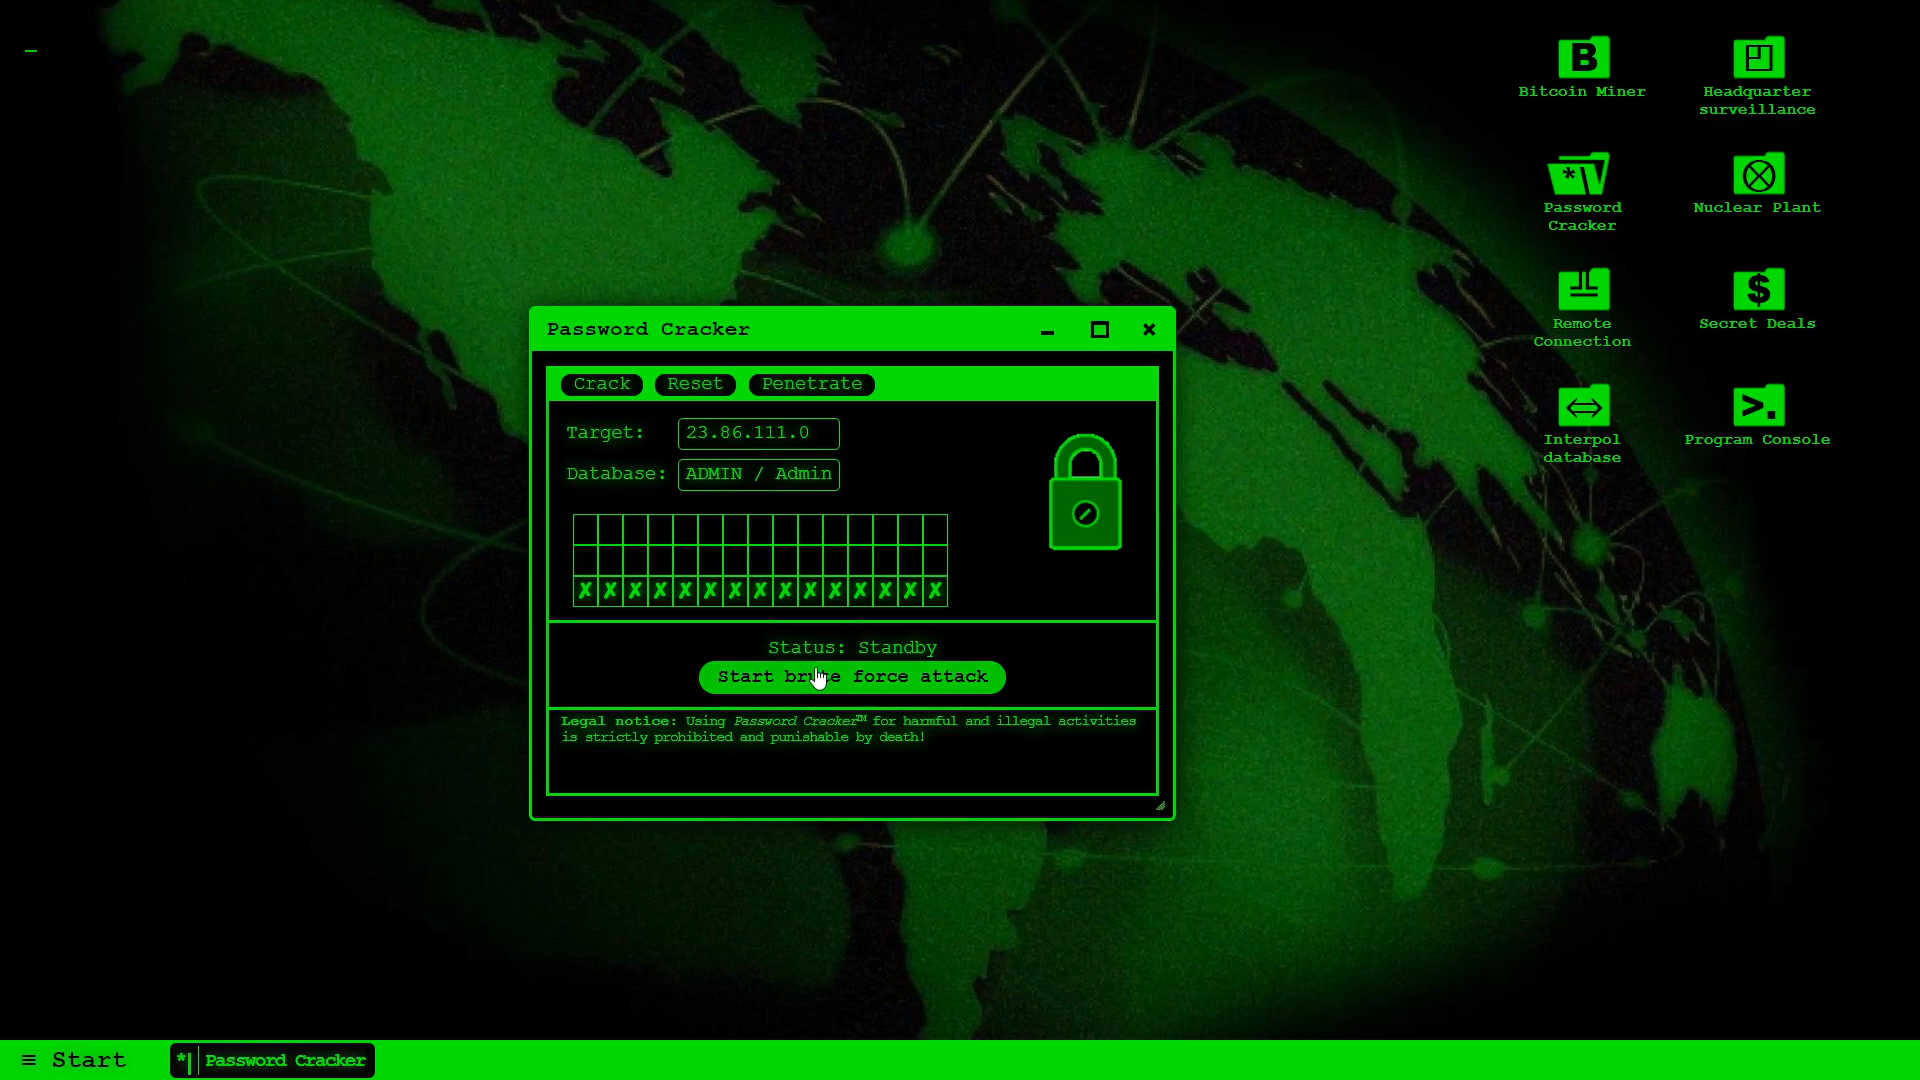 Bitcoin Miner
Headquarter
surveillance
Password
Cracker
Nuclear Plant
Remote
Connection
Secret Deals
Interpol
database
Program Console
Password Cracker
Crack Reset Penetrate
Target: 23.86.111.0
Database: ADMIN / Admin
X X X X X X X X X X X X X X X
Status: Standby
Start brute force attack
Legal notice: Using Password Cracker™ for harmful and illegal activities
is strictly prohibited and punishable by death!
Start
Password Cracker